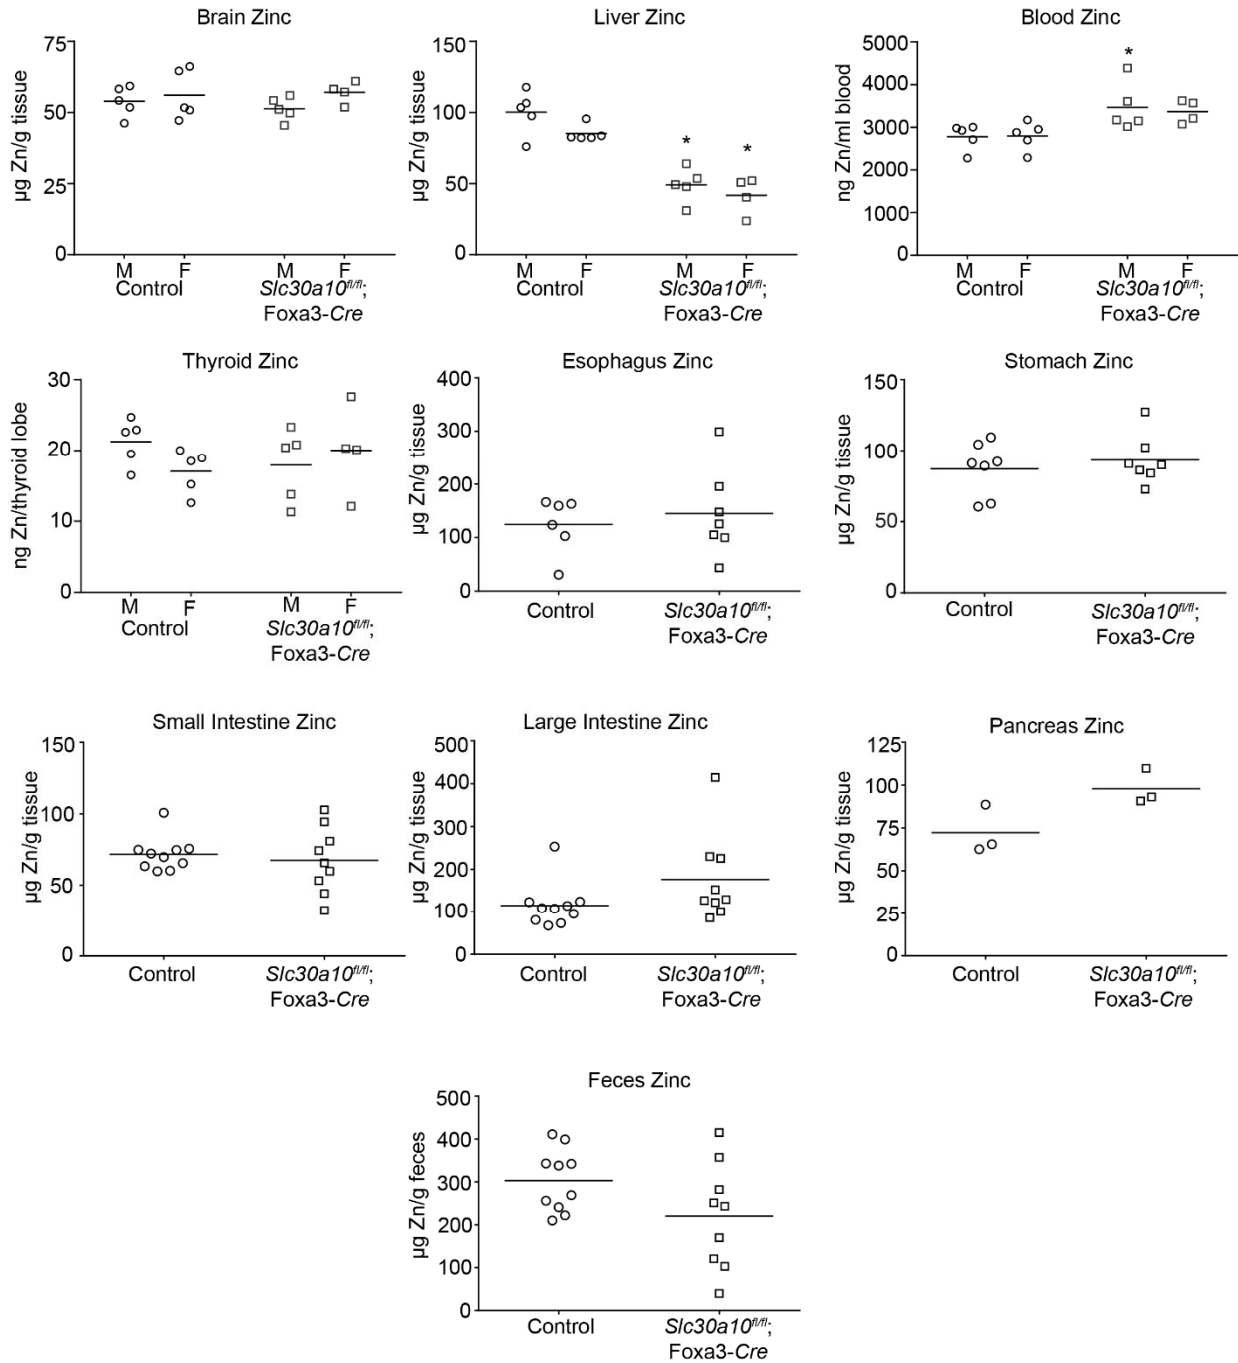 Brain Zinc
µg Zn/g tissue
75
50
25
0
M F M F
Control Slc30a10fl/fl;
Foxa3-Cre
Liver Zinc
µg Zn/g tissue
150
100
50
0
* *
M F M F
Control Slc30a10fl/fl;
Foxa3-Cre
Blood Zinc
ng Zn/ml blood
5000
4000
3000
2000
1000
0
*
M F M F
Control Slc30a10fl/fl;
Foxa3-Cre
Thyroid Zinc
ng Zn/thyroid lobe
30
20
10
0
M F M F
Control Slc30a10fl/fl;
Foxa3-Cre
Esophagus Zinc
µg Zn/g tissue
400
300
200
100
0
Control Slc30a10fl/fl;
Foxa3-Cre
Stomach Zinc
µg Zn/g tissue
150
100
50
0
Control Slc30a10fl/fl;
Foxa3-Cre
Small Intestine Zinc
µg Zn/g tissue
150
100
50
0
Control Slc30a10fl/fl;
Foxa3-Cre
Large Intestine Zinc
µg Zn/g tissue
500
400
300
200
100
0
Control Slc30a10fl/fl;
Foxa3-Cre
Pancreas Zinc
µg Zn/g tissue
125
100
75
50
25
0
Control Slc30a10fl/fl;
Foxa3-Cre
Feces Zinc
µg Zn/g feces
500
400
300
200
100
0
Control Slc30a10fl/fl;
Foxa3-Cre